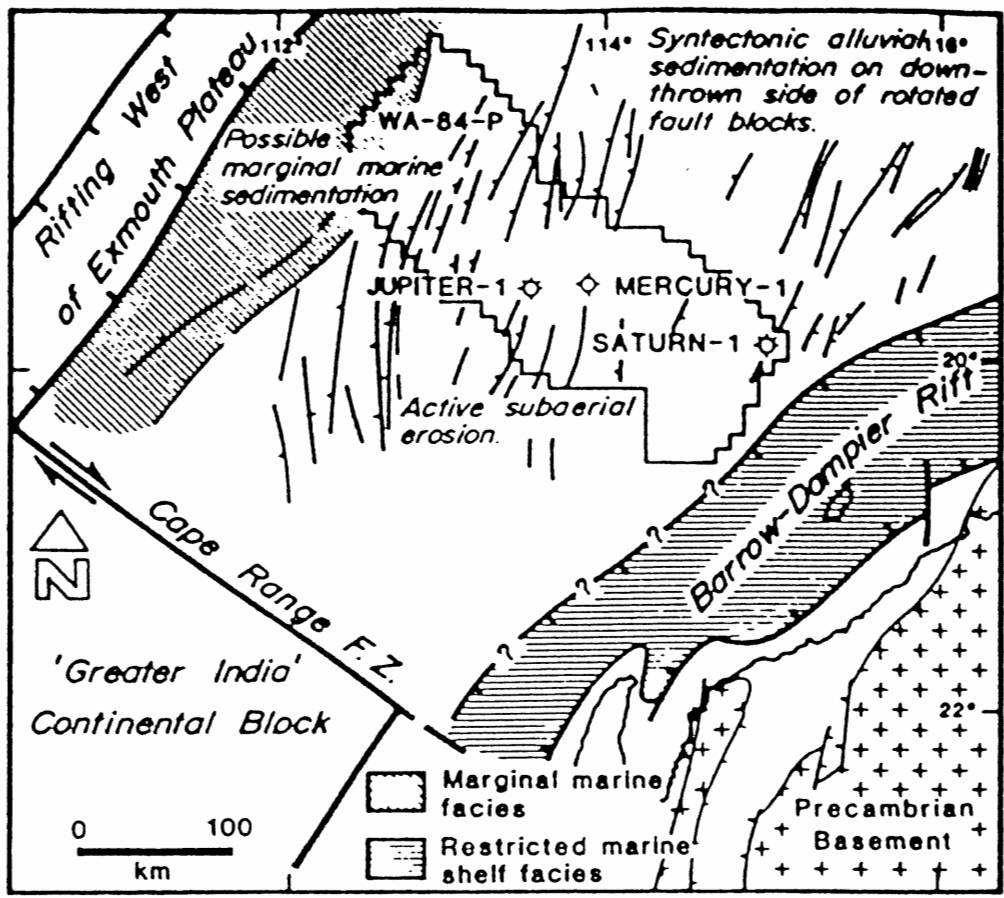 112°
114°
116°
Syntectonic alluvial
sedimentation on down-
thrown side of rotated
fault blocks.
Rifting West
of Exmouth Plateau
WA-84-P
Possible
marginal marine
sedimentation
JUPITER-1
MERCURY-1
SATURN-1
20°
Active subaerial
erosion.
Barrow-Dampier Rift
?
?
?
?
Cape Range F.Z.
N
'Greater India'
Continental Block
22°
Marginal marine
facies
Restricted marine
shelf facies
Precambrian
Basement
0 100
km